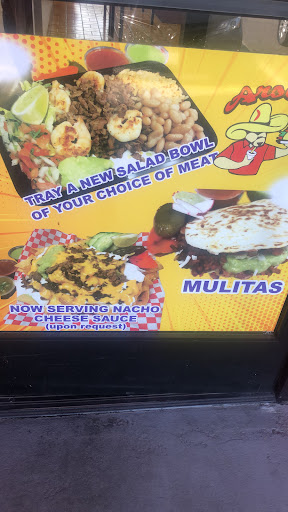 TRAY A NEW SALAD BOWL
OF YOUR CHOICE OF MEAT
MULITAS
NOW SERVING NACHO
CHEESE SAUCE
(upon request)